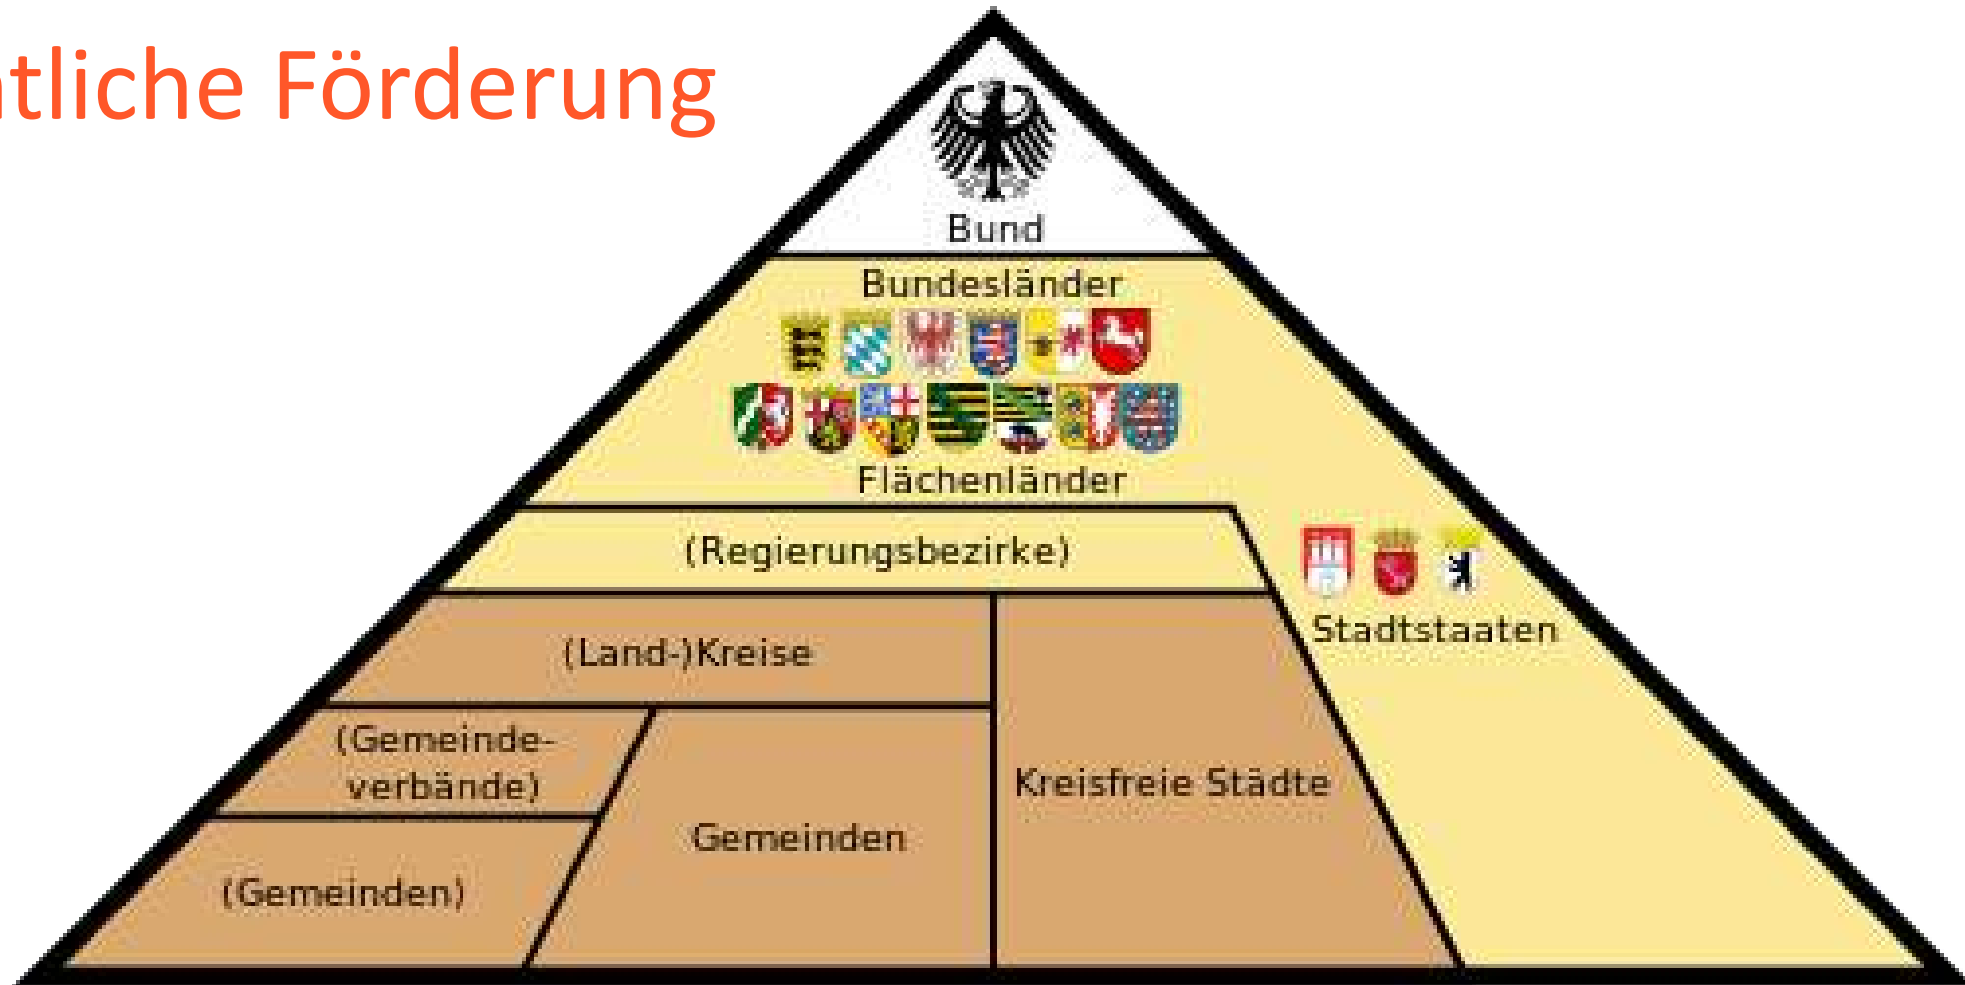 tliche Förderung
Bund
Bundesländer
Flächenländer
(Regierungsbezirke)
Stadtstaaten
(Land-)Kreise
(Gemeinde-
verbände)
Kreisfreie Städte
Gemeinden
(Gemeinden)